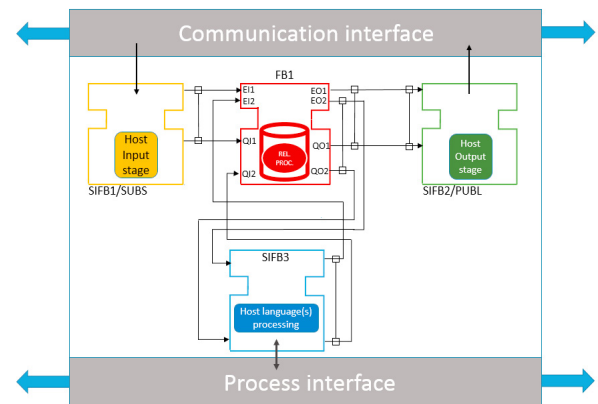 Communication interface
FB1
EI1
EO1
EI2
EO2
Host
Input
stage
QI1
REL.
PROC.
QO1
Host
Output
stage
QI2
QO2
SIFB1/SUBS
SIFB2/PUBL
SIFB3
Host language(s)
processing
Process interface